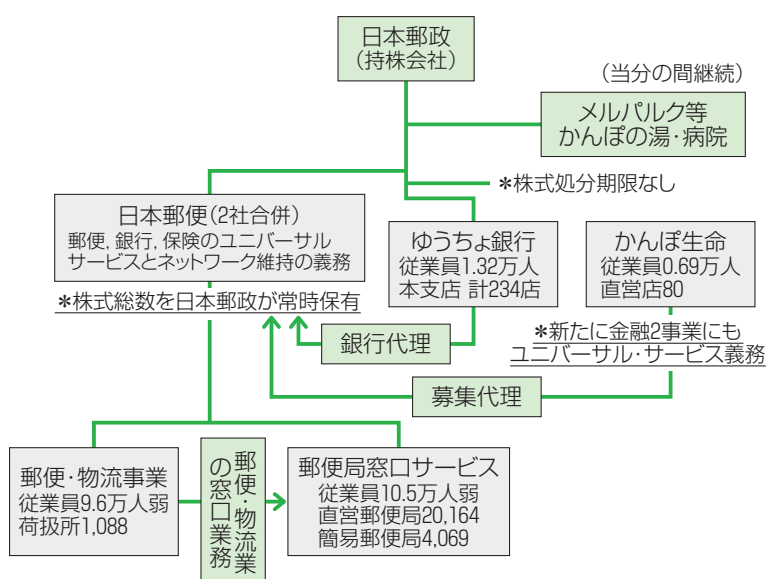 日本郵政
(持株会社)
(当分の間継続)
メルパルク等
かんぽの湯・病院
*株式処分期限なし
日本郵便(2社合併)
郵便, 銀行, 保険のユニバーサル
サービスとネットワーク維持の義務
*株式総数を日本郵政が常時保有
ゆうちょ銀行
従業員1.32万人
本支店 計234店
かんぽ生命
従業員0.69万人
直営店80
*新たに金融2事業にも
ユニバーサル・サービス義務
銀行代理
募集代理
郵便・物流事業
従業員9.6万人弱
荷扱所1,088
郵便・物流業
の窓口業務
郵便局窓口サービス
従業員10.5万人弱
直営郵便局20,164
簡易郵便局4,069